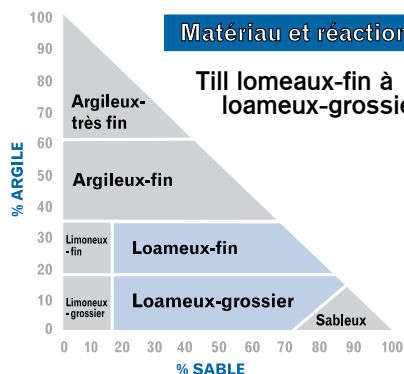 Matériau et réaction
Till lomeaux-fin à
loameux-grossie
100
90
80
70
60
50
40
30
20
10
0
% ARGILE
Argileux-
très fin
Argileux-fin
Limoneux
-fin
Loameux-fin
Limoneux
-grossier
Loameux-grossier
Sableux
0 10 20 30 40 50 60 70 80 90 100
% SABLE